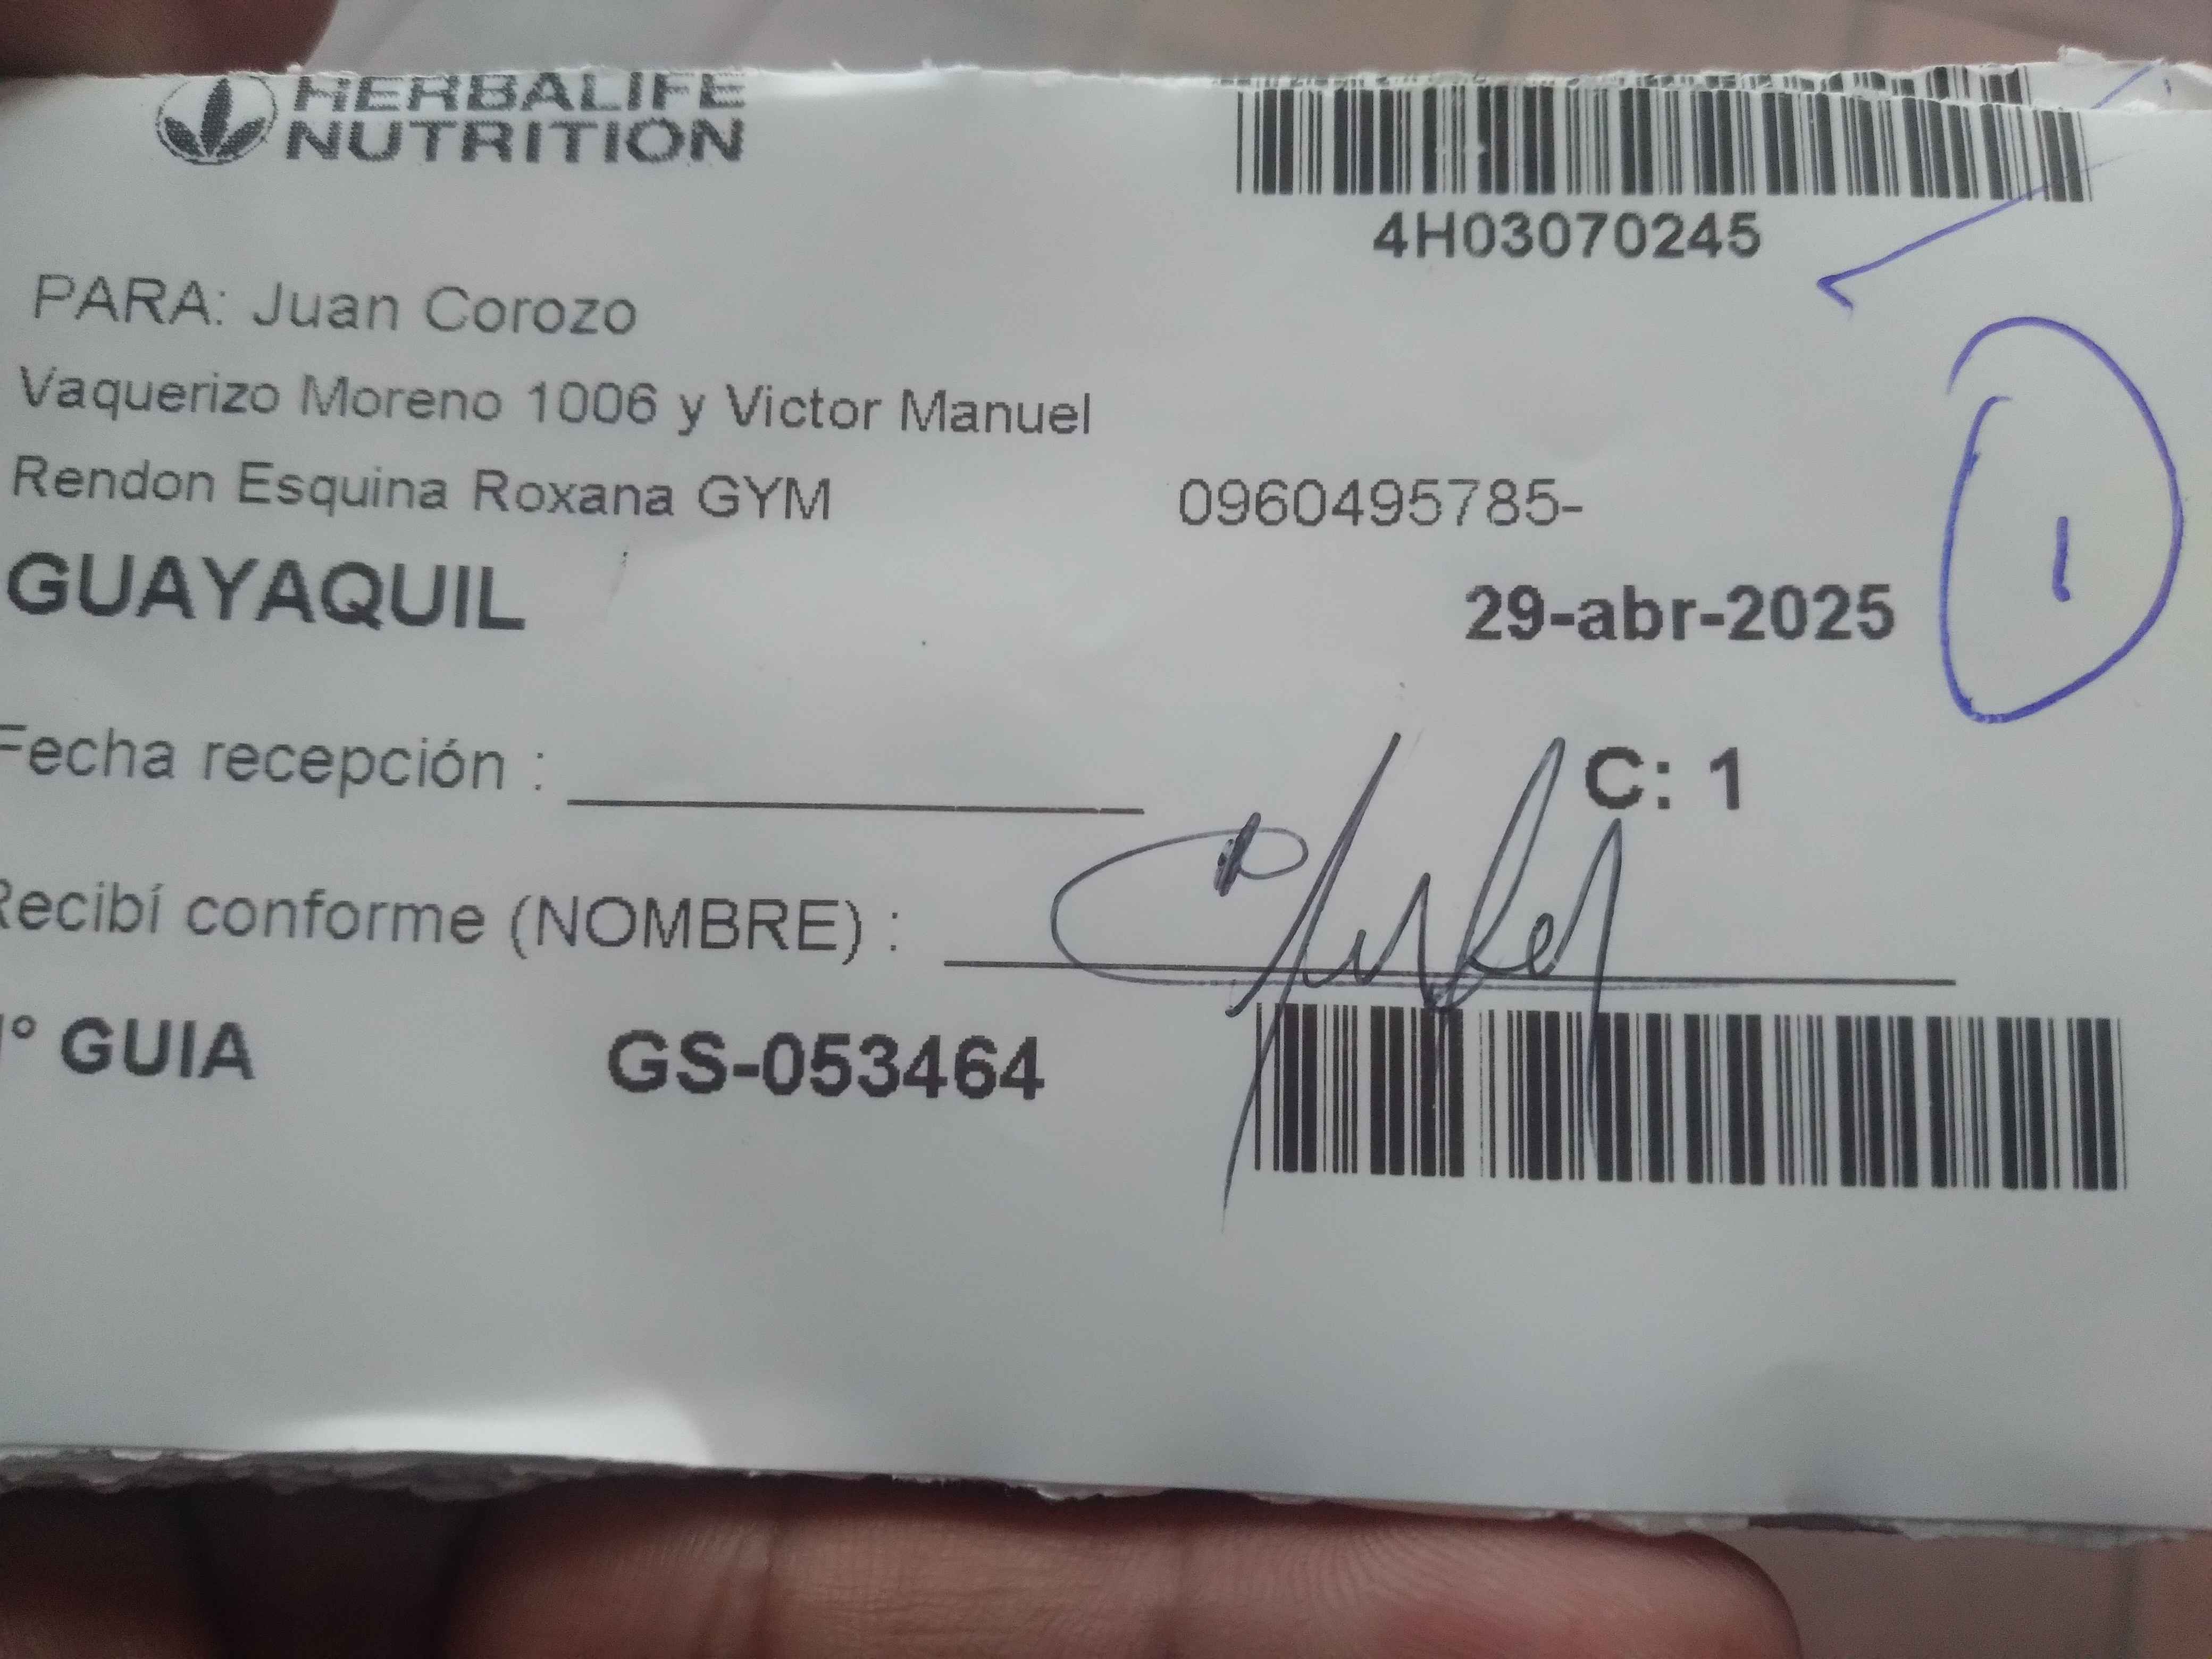 HERBALIFE
NUTRITION
4H03070245
PARA: Juan Corozo
Vaquerizo Moreno 1006 y Victor Manuel
Rendon Esquina Roxana GYM
0960495785-
GUAYAQUIL
29-abr-2025
1
Fecha recepción :
C: 1
Recibí conforme (NOMBRE) :
° GUIA
GS-053464